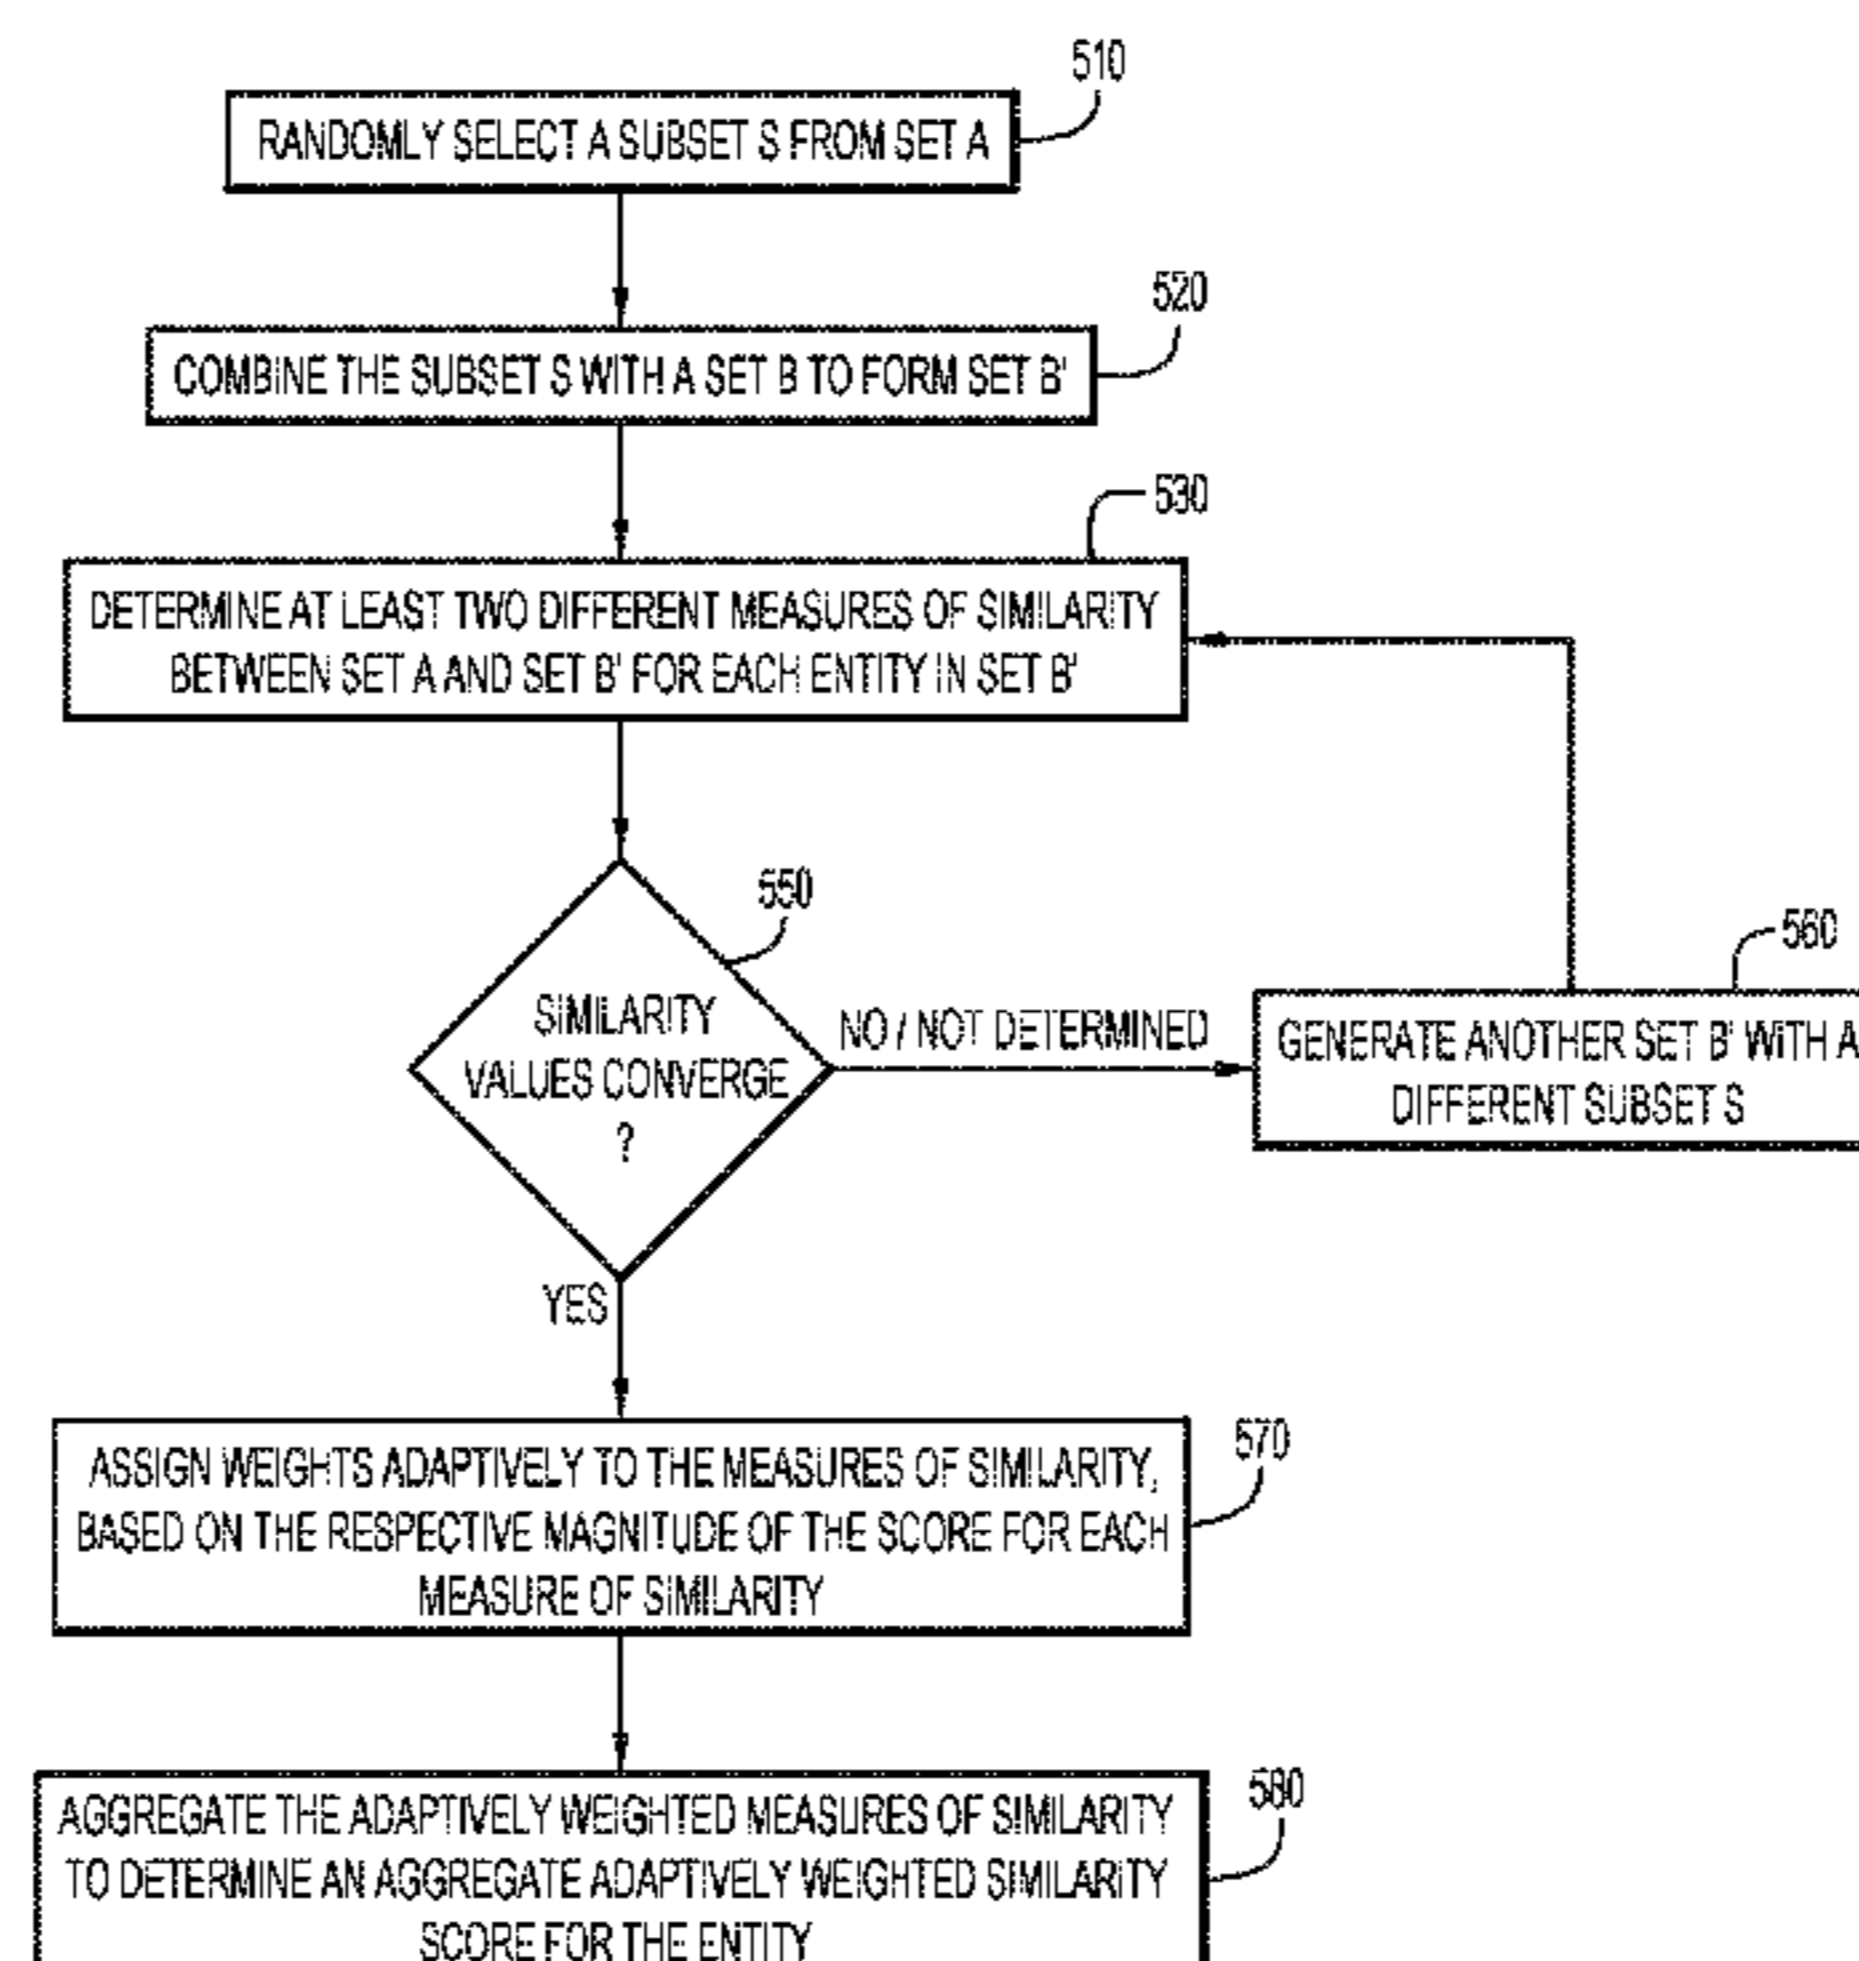 510
RANDOMLY SELECT A SUBSET S FROM SET A
520
COMBINE THE SUBSET S WITH A SET B TO FORM SET B'
530
DETERMINE AT LEAST TWO DIFFERENT MEASURES OF SIMILARITY
BETWEEN SET A AND SET B' FOR EACH ENTITY IN SET B'
550
SIMILARITY
VALUES CONVERGE
?
NO / NOT DETERMINED
560
GENERATE ANOTHER SET B' WITH A
DIFFERENT SUBSET S
YES
570
ASSIGN WEIGHTS ADAPTIVELY TO THE MEASURES OF SIMILARITY,
BASED ON THE RESPECTIVE MAGNITUDE OF THE SCORE FOR EACH
MEASURE OF SIMILARITY
580
AGGREGATE THE ADAPTIVELY WEIGHTED MEASURES OF SIMILARITY
TO DETERMINE AN AGGREGATE ADAPTIVELY WEIGHTED SIMILARITY
SCORE FOR THE ENTITY